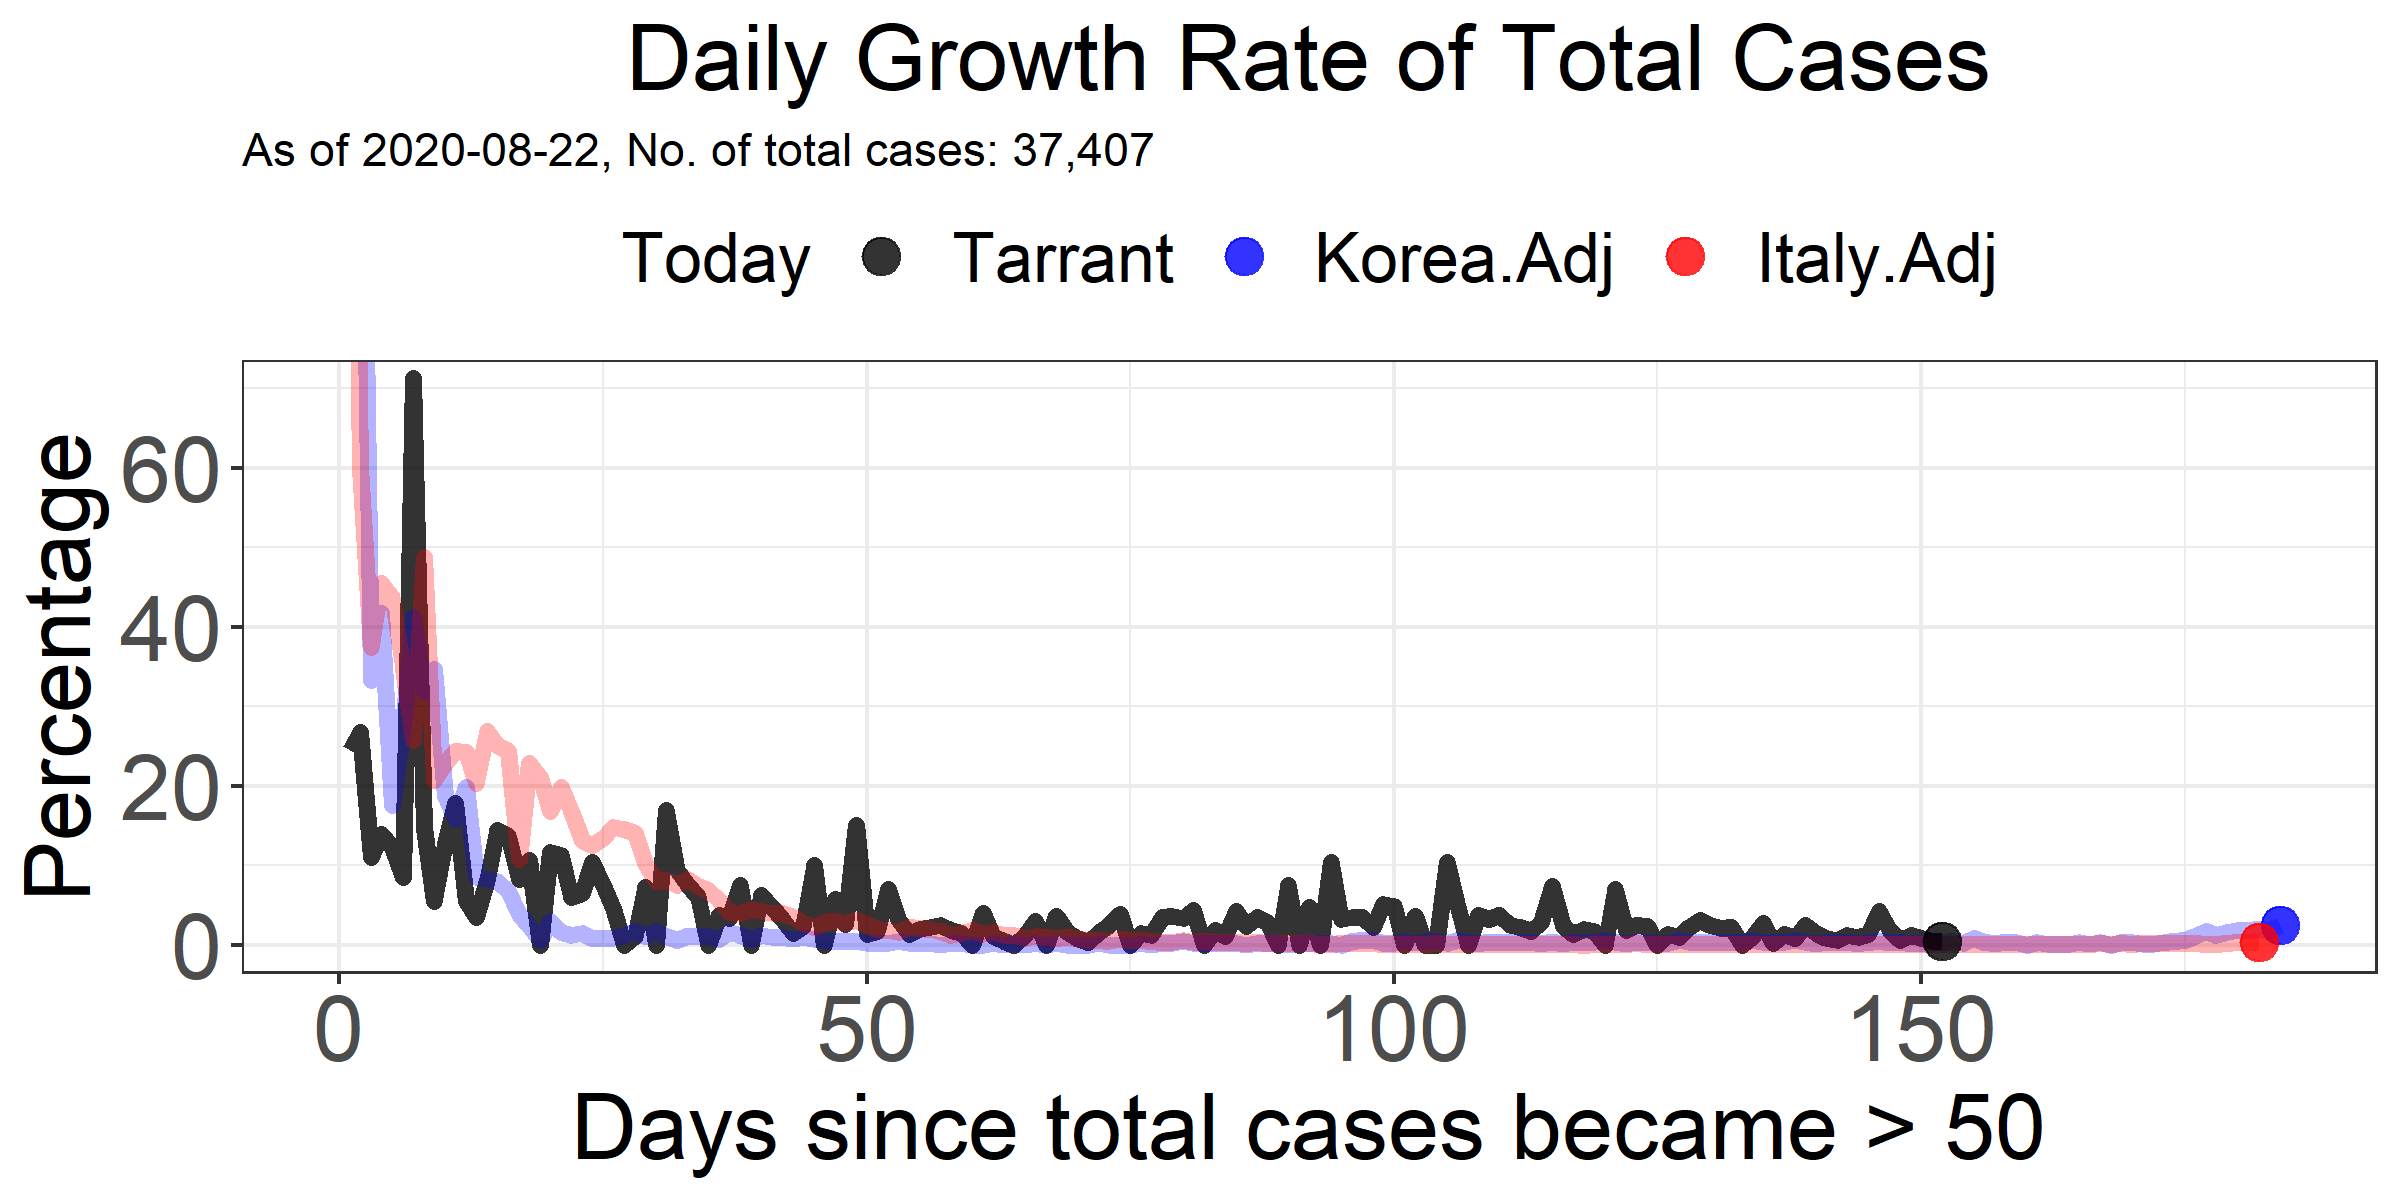 Daily Growth Rate of Total Cases
As of 2020-08-22, No. of total cases: 37,407
Today Tarrant Korea.Adj Italy.Adj
Percentage
60
40
20
0
0 50 100 150
Days since total cases became > 50